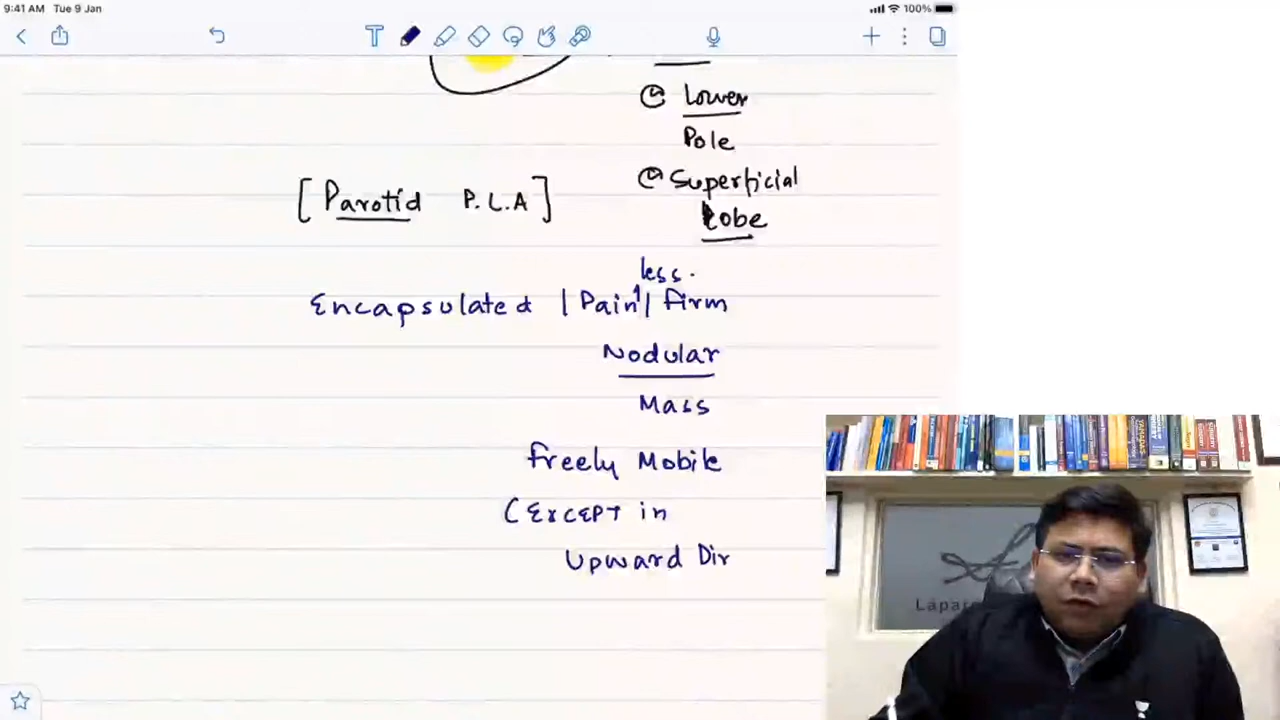 9:41 AM Tue 9 Jan
100%
Lower
Pole
Superficial
Lobe
[Parotid P.L.A]
less.
Encapsulated | Pain | firm
Nodular
Mass
freely Mobile
(Except in
Upward Dir
Lapar